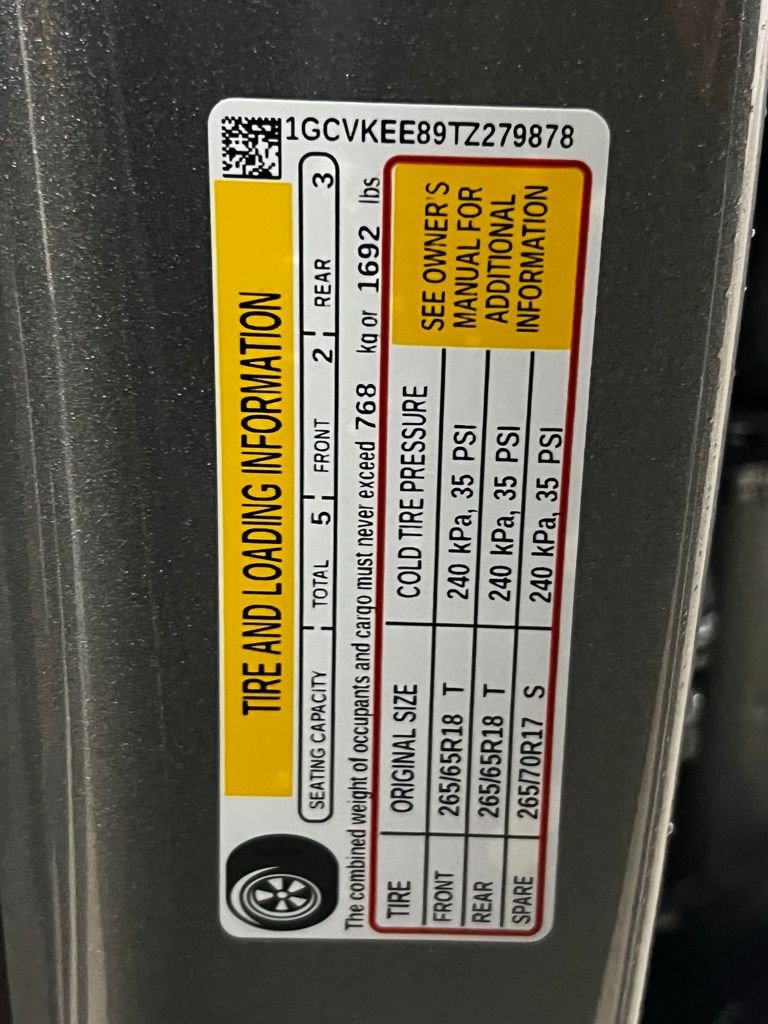 1GCVKEE89TZ279878
TIRE AND LOADING INFORMATION
SEATING CAPACITY TOTAL 5 FRONT 2 REAR 3
The combined weight of occupants and cargo must never exceed 768 kg or 1692 lbs
TIRE ORIGINAL SIZE COLD TIRE PRESSURE
FRONT 265/65R18 T 240 kPa, 35 PSI
REAR 265/65R18 T 240 kPa, 35 PSI
SPARE 265/70R17 S 240 kPa, 35 PSI
SEE OWNER'S
MANUAL FOR
ADDITIONAL
INFORMATION